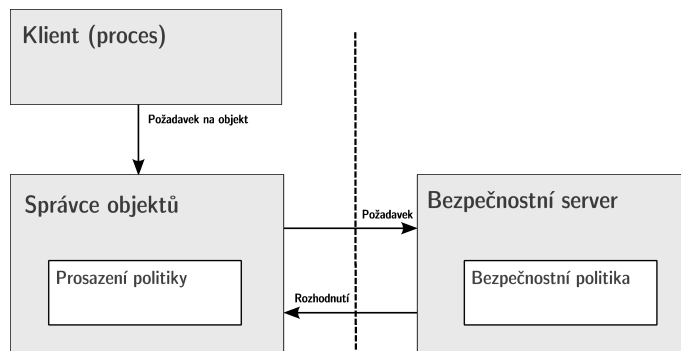 Klient (proces)
Požadavek na objekt
Správce objektů
Bezpečnostní server
Požadavek
Prosazení politiky
Bezpečnostní politika
Rozhodnutí